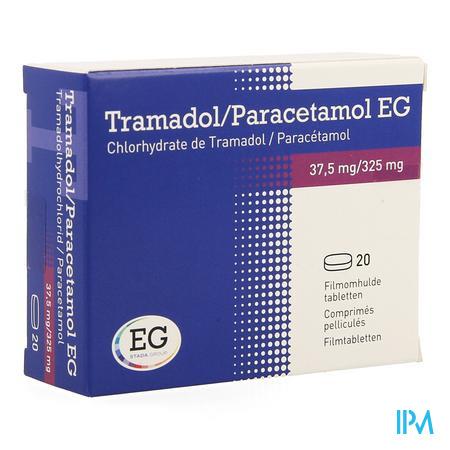 Tramadol/Paracetamol EG
Chlorhydrate de Tramadol / Paracétamol
37,5 mg/325 mg
20
Filmomhulde
tabletten
Comprimés
pelliculés
Filmtabletten
EG
STADA GROUP
Tramadol/Paracetamol EG
Tramadolhydrochlorid / Paracetamol
37,5 mg/325 mg
20
IPM